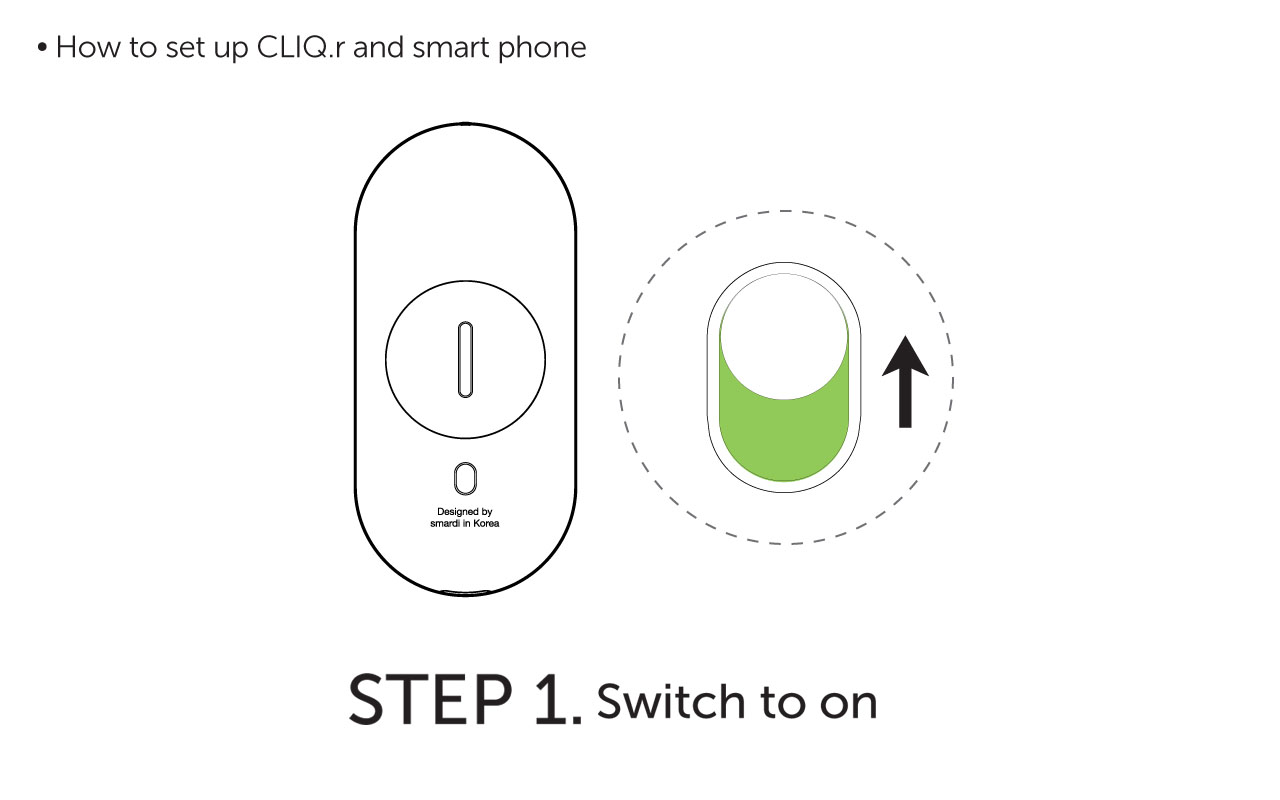 • How to set up CLIQ.r and smart phone
Designed by
smardi in Korea
STEP 1. Switch to on